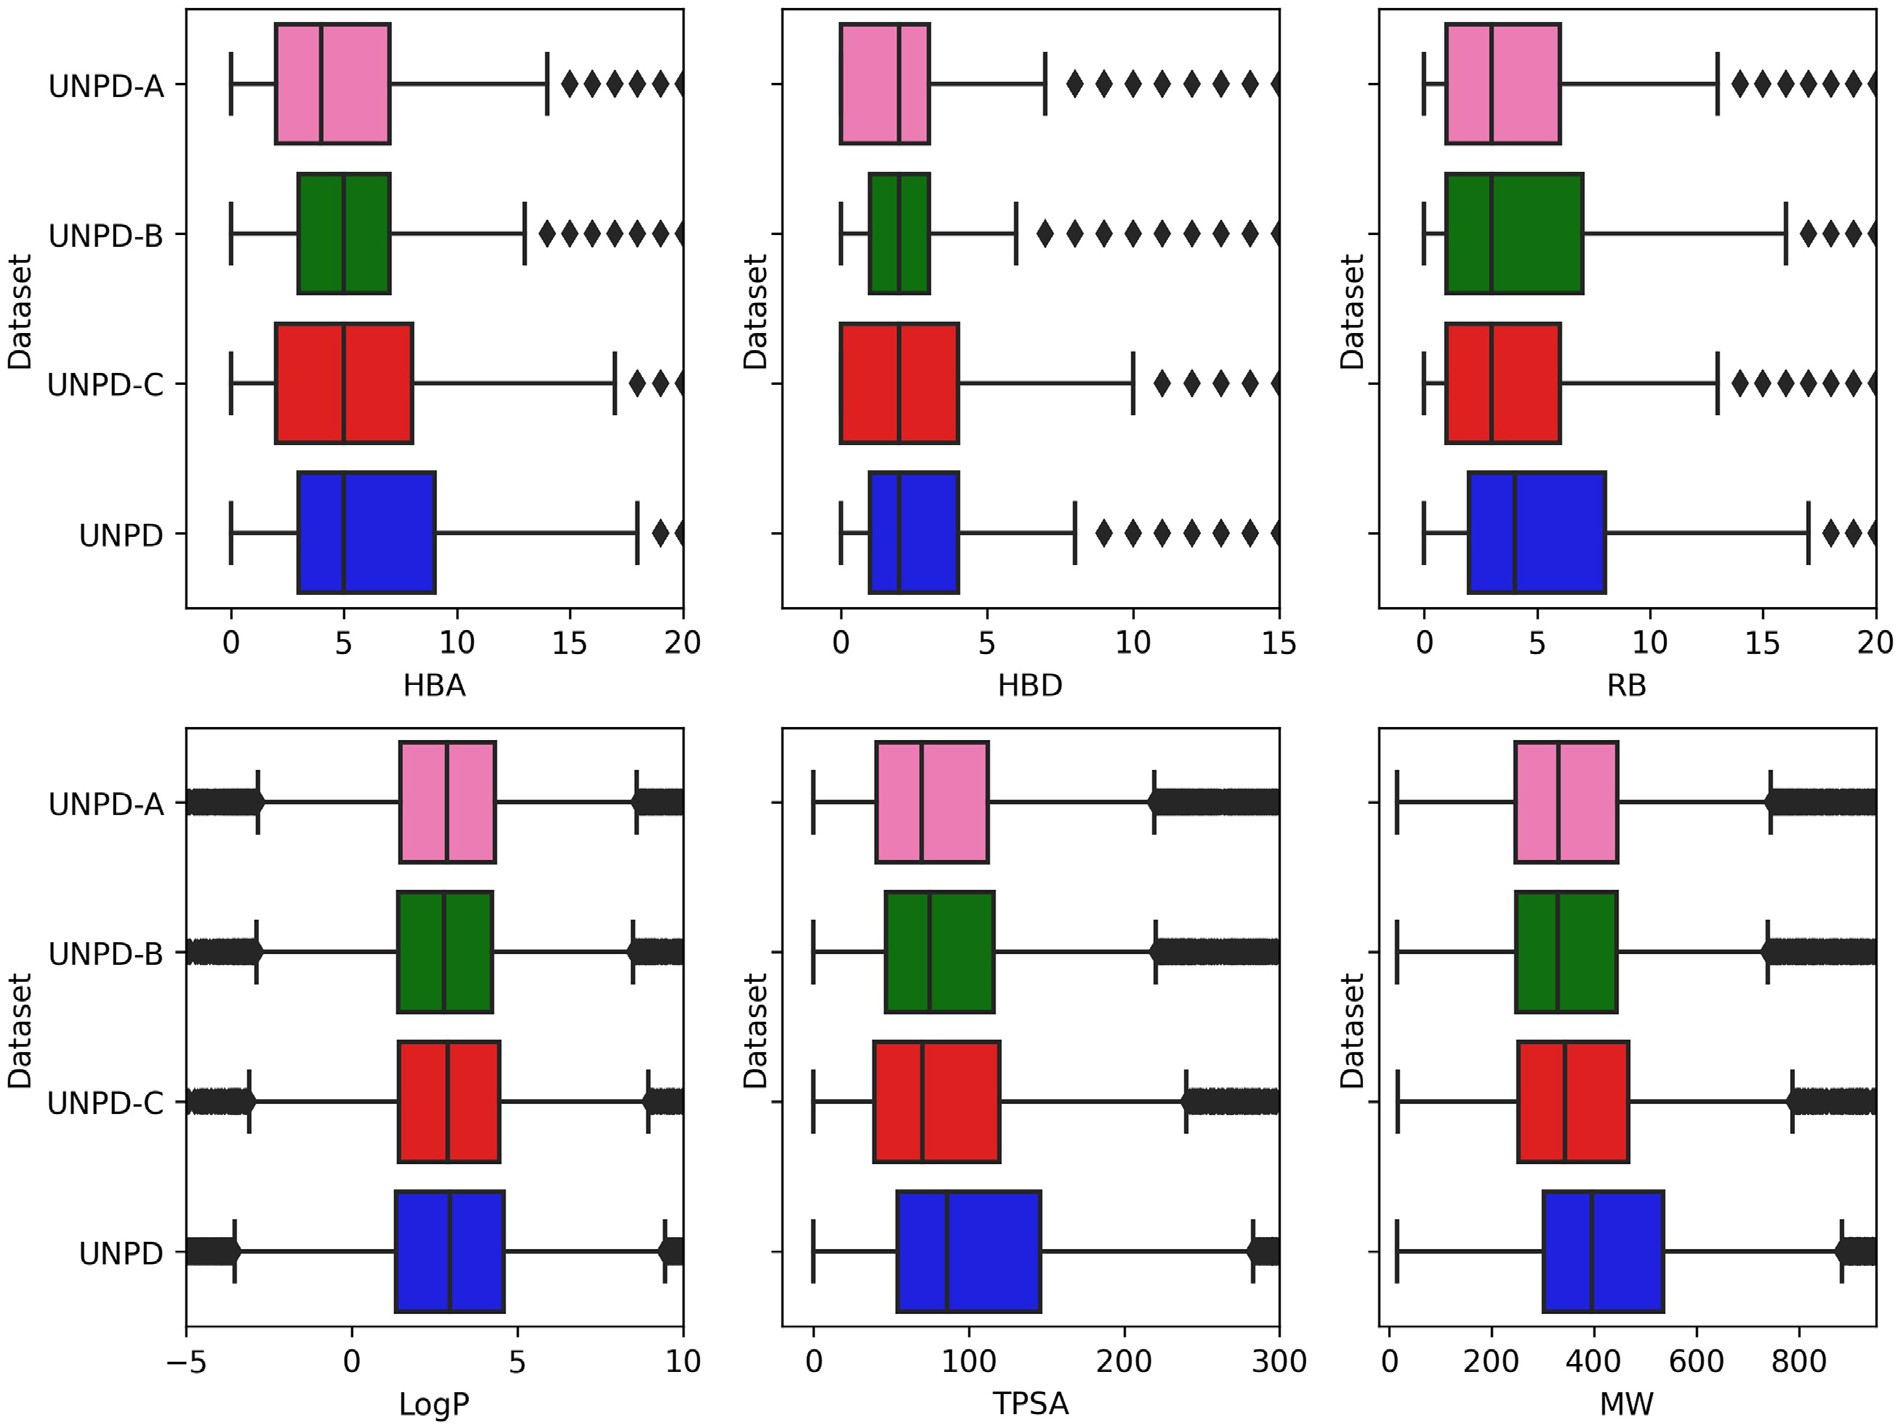 UNPD-A
UNPD-B
UNPD-C
UNPD
Dataset
0 5 10 15 20
HBA
Dataset
0 5 10 15
HBD
Dataset
0 5 10 15 20
RB
UNPD-A
UNPD-B
UNPD-C
UNPD
Dataset
−5 0 5 10
LogP
Dataset
0 100 200 300
TPSA
Dataset
0 200 400 600 800
MW